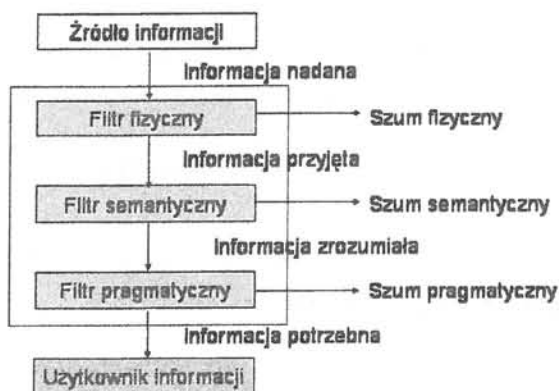 Źródło informacji
Informacja nadana
Filtr fizyczny
Szum fizyczny
Informacja przyjęta
Filtr semantyczny
Szum semantyczny
Informacja zrozumiała
Filtr pragmatyczny
Szum pragmatyczny
Informacja potrzebna
Użytkownik informacji